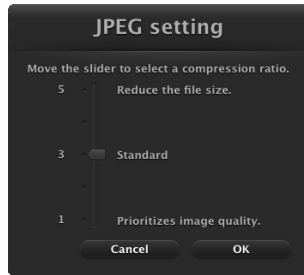 JPEG setting
Move the slider to select a compression ratio.
5 Reduce the file size.
3 Standard
1 Prioritizes image quality.
Cancel OK